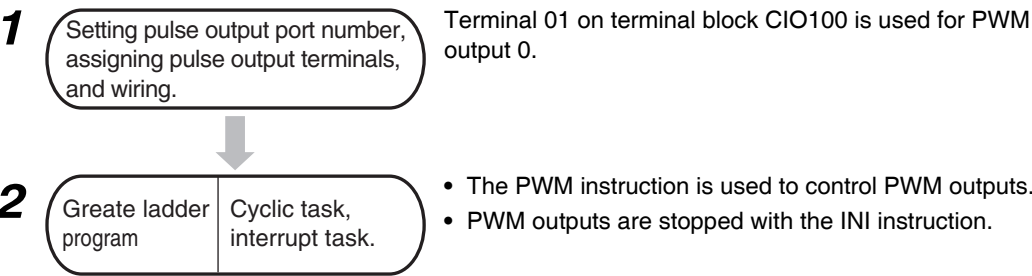 1
Setting pulse output port number,
assigning pulse output terminals,
and wiring.
Terminal 01 on terminal block CIO100 is used for PWM
output 0.
2
Greate ladder
program
Cyclic task,
interrupt task.
• The PWM instruction is used to control PWM outputs.
• PWM outputs are stopped with the INI instruction.